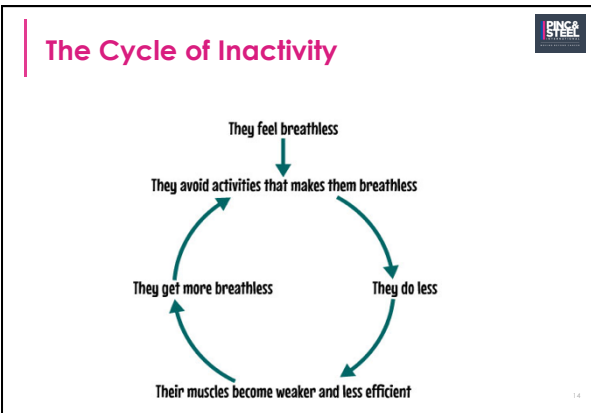 The Cycle of Inactivity
PINC&
STEEL
INTERNATIONAL
They feel breathless
They avoid activities that makes them breathless
They get more breathless
They do less
Their muscles become weaker and less efficient
14